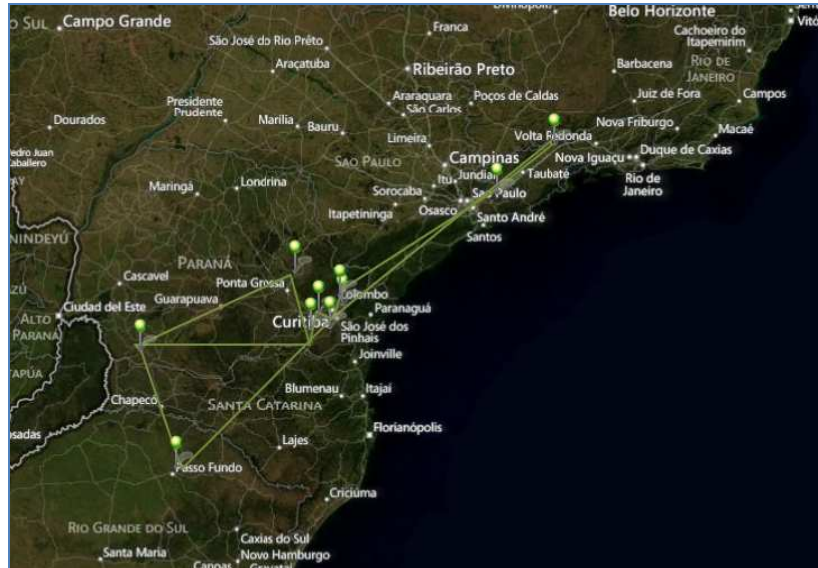 Belo Horizonte
Campo Grande
Vitó
Franca
Cachoeiro do
Itapemirim
São José do Rio Prêto
Araçatuba
Ribeirão Preto
Barbacena
RIO DE
JANEIRO
Presidente
Prudente
Araraquara
São Carlos
Poços de Caldas
Juiz de Fora
Campos
Dourados
Marília
Bauru
Limeira
Volta Redonda
Nova Friburgo
Macaé
São Paulo
Campinas
Nova Iguaçu
Duque de Caxias
Maringá
Londrina
Itu
Jundiaí
Taubaté
Rio de
Janeiro
Sorocaba
Osasco
São Paulo
Itapetininga
Santo André
Santos
NINDEYÚ
PARANÁ
Cascavel
Ponta Grossa
Guarapuava
Colombo
Paranaguá
Ciudad del Este
ALTO
PARANÁ
Curitiba
São José dos
Pinhais
Joinville
Blumenau
Itajaí
Chapecó
SANTA CATARINA
Florianópolis
Lajes
Passo Fundo
Criciúma
RIO GRANDE DO SUL
Caxias do Sul
Santa Maria
Novo Hamburgo